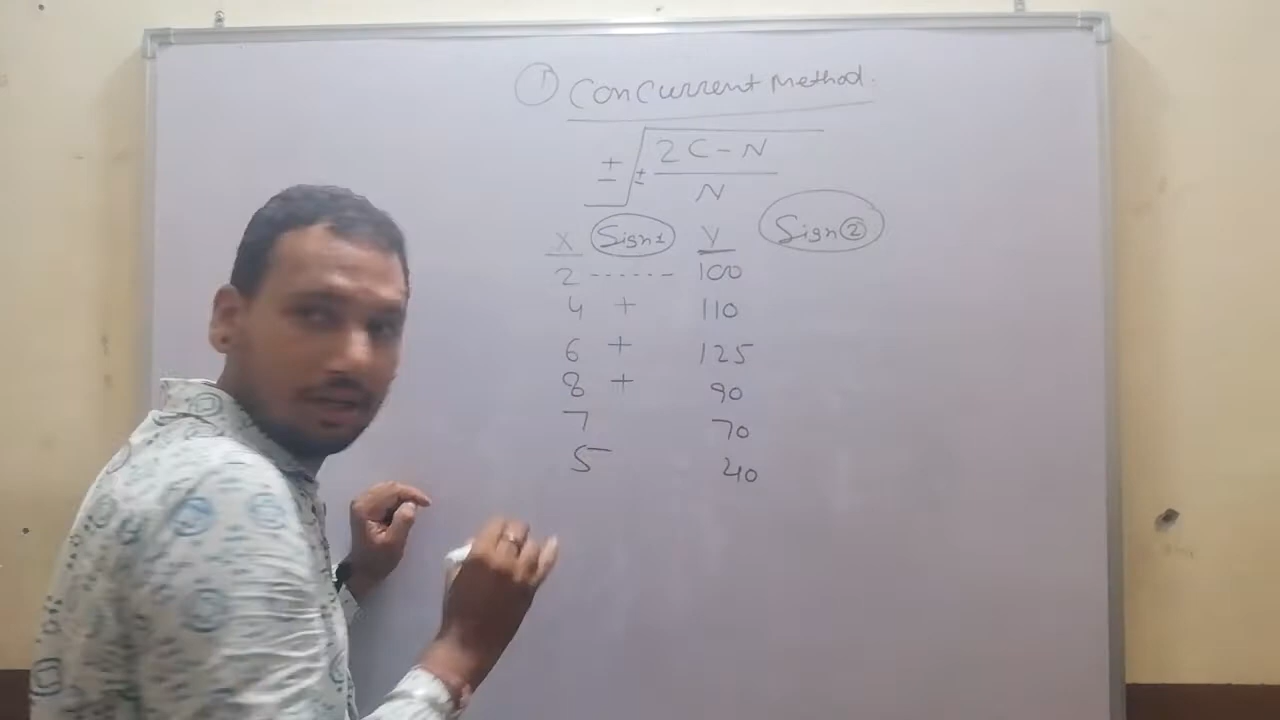 ① Concurrent Method.
± √ ± 2C - N / N
X Sign1 Y Sign②
2 ------- 100
4 + 110
6 + 125
8 + 90
7 70
5 40